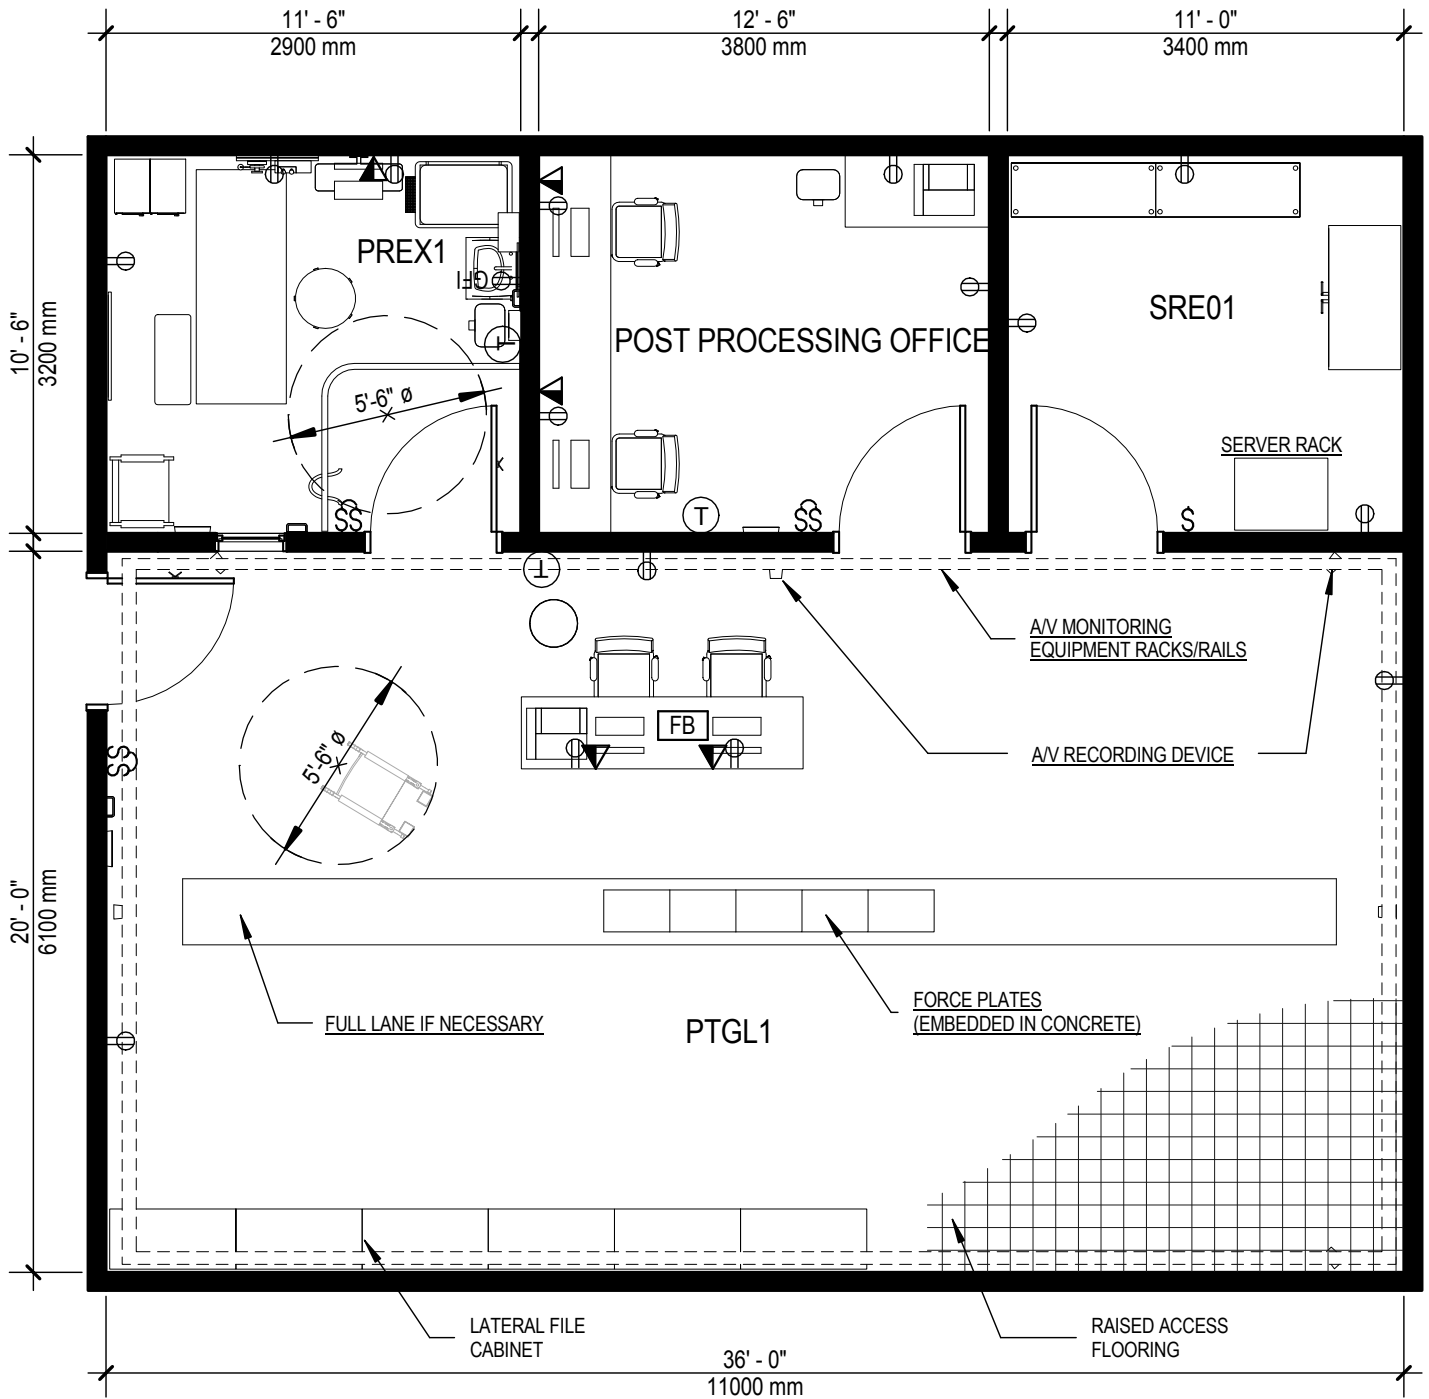 11' - 6"
2900 mm
12' - 6"
3800 mm
11' - 0"
3400 mm
10' - 6"
3200 mm
PREX1
GFI
T
5'-6" ø
SS
POST PROCESSING OFFICE
T
SS
SRE01
SERVER RACK
S
T
A/V MONITORING
EQUIPMENT RACKS/RAILS
A/V RECORDING DEVICE
FB
5'-6" ø
SS
20' - 0"
6100 mm
FULL LANE IF NECESSARY
FORCE PLATES
(EMBEDDED IN CONCRETE)
PTGL1
LATERAL FILE
CABINET
RAISED ACCESS
FLOORING
36' - 0"
11000 mm